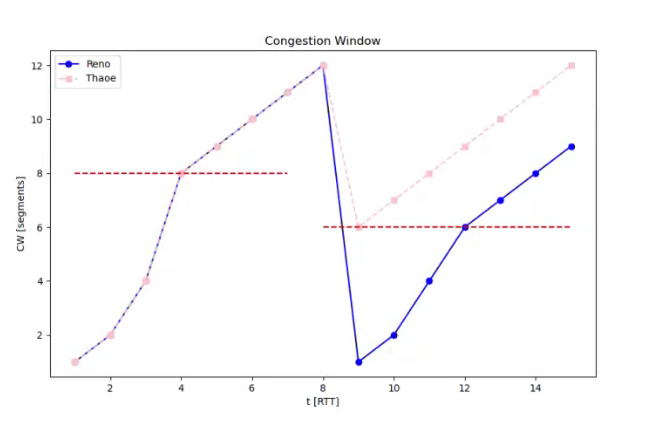 Congestion Window
Reno
Thaoe
12
10
8
6
4
2
CW [segments]
2 4 6 8 10 12 14
t [RTT]